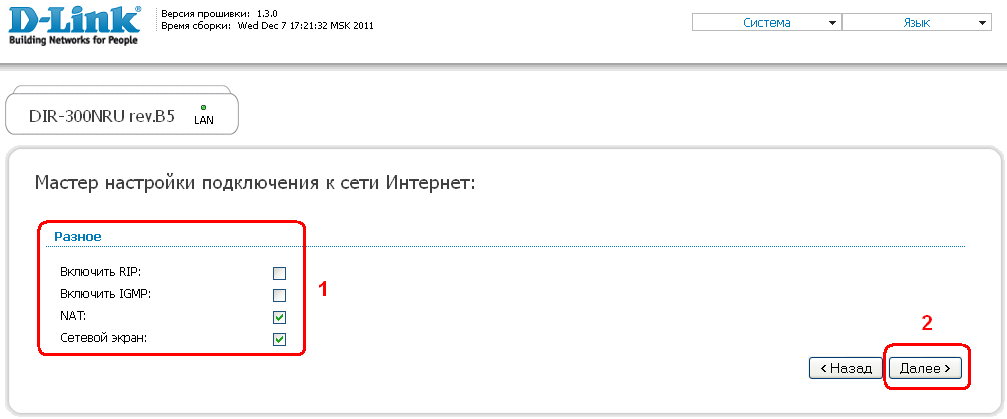 D-Link
Building Networks for People
Версия прошивки: 1.3.0
Время сборки: Wed Dec 7 17:21:32 MSK 2011
Система
Язык
DIR-300NRU rev.B5
LAN
Мастер настройки подключения к сети Интернет:
Разное
Включить RIP:
Включить IGMP:
NAT:
Сетевой экран:
1
2
< Назад
Далее >